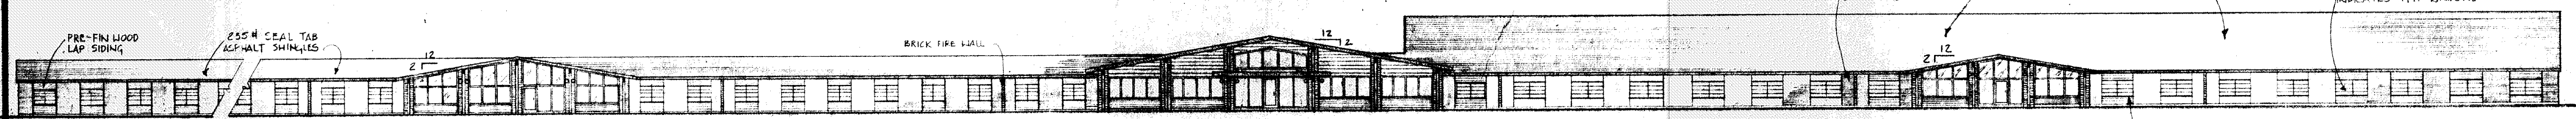 PRE-FIN WOOD
LAP SIDING
235# SEAL TAB
ASPHALT SHINGLES
12
2
BRICK FIRE WALL
12
2
12
2